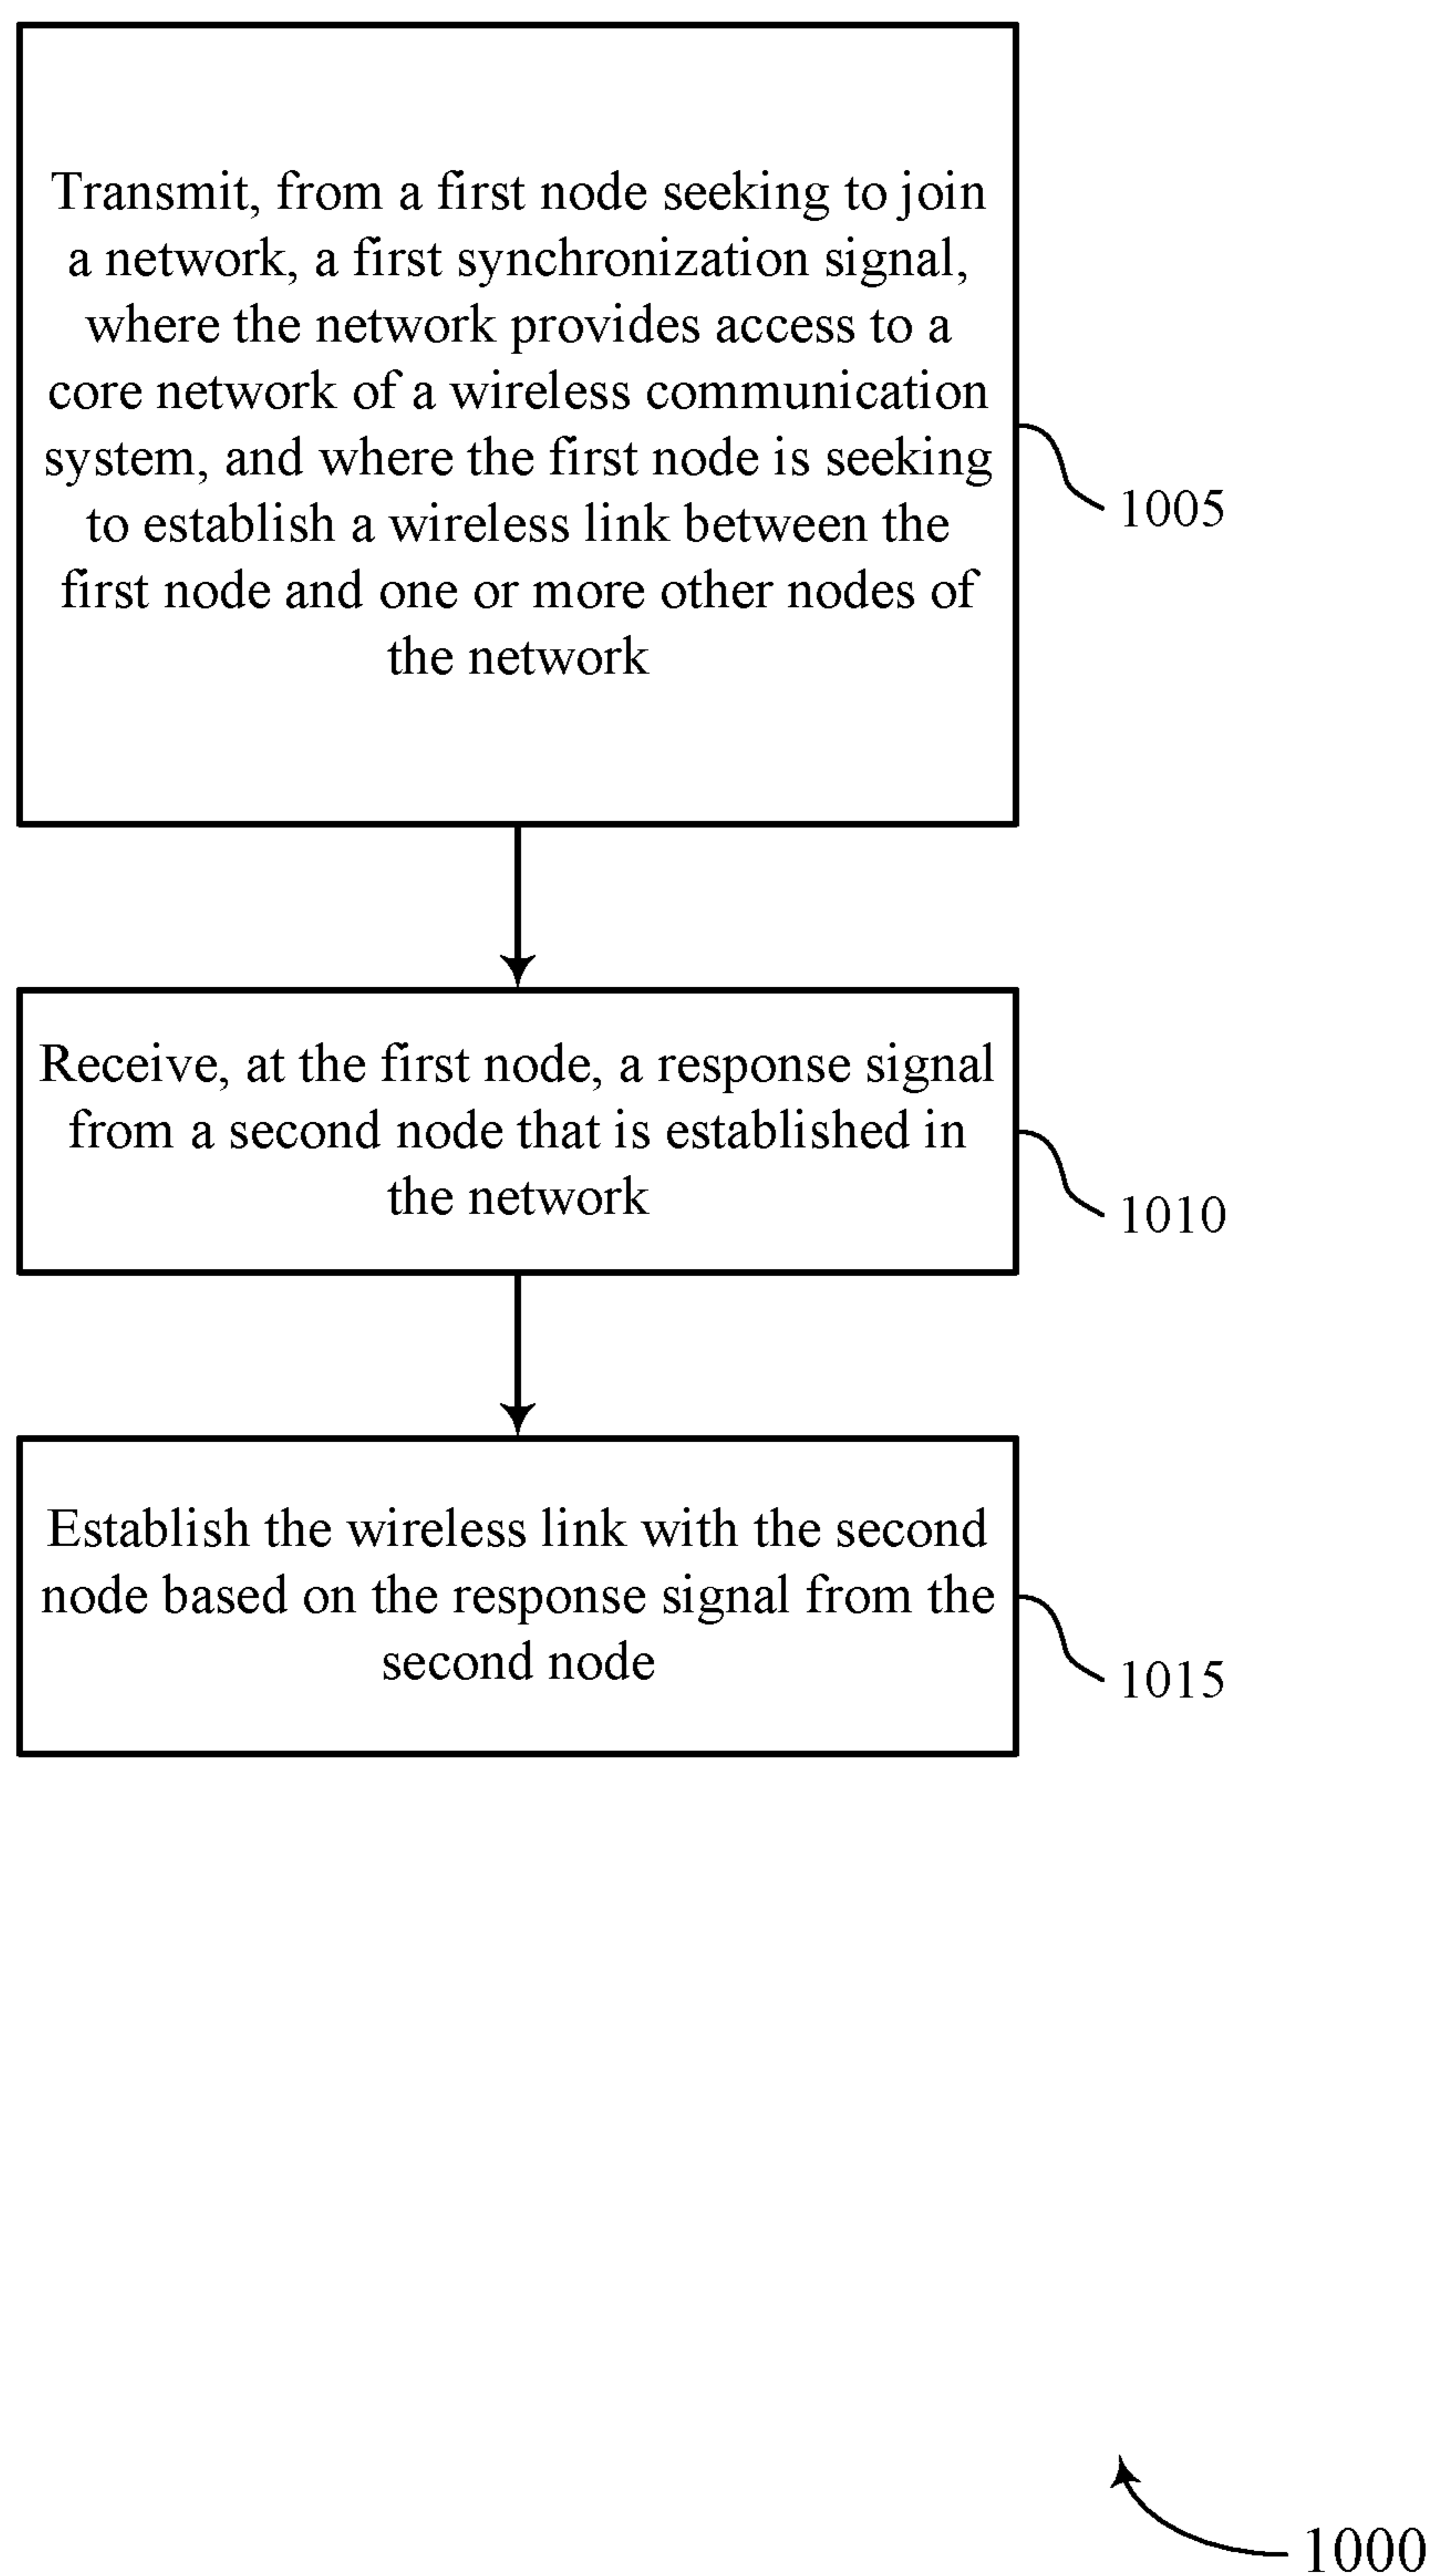 Transmit, from a first node seeking to join
a network, a first synchronization signal,
where the network provides access to a
core network of a wireless communication
system, and where the first node is seeking
to establish a wireless link between the
first node and one or more other nodes of
the network
1005
Receive, at the first node, a response signal
from a second node that is established in
the network
1010
Establish the wireless link with the second
node based on the response signal from the
second node
1015
1000